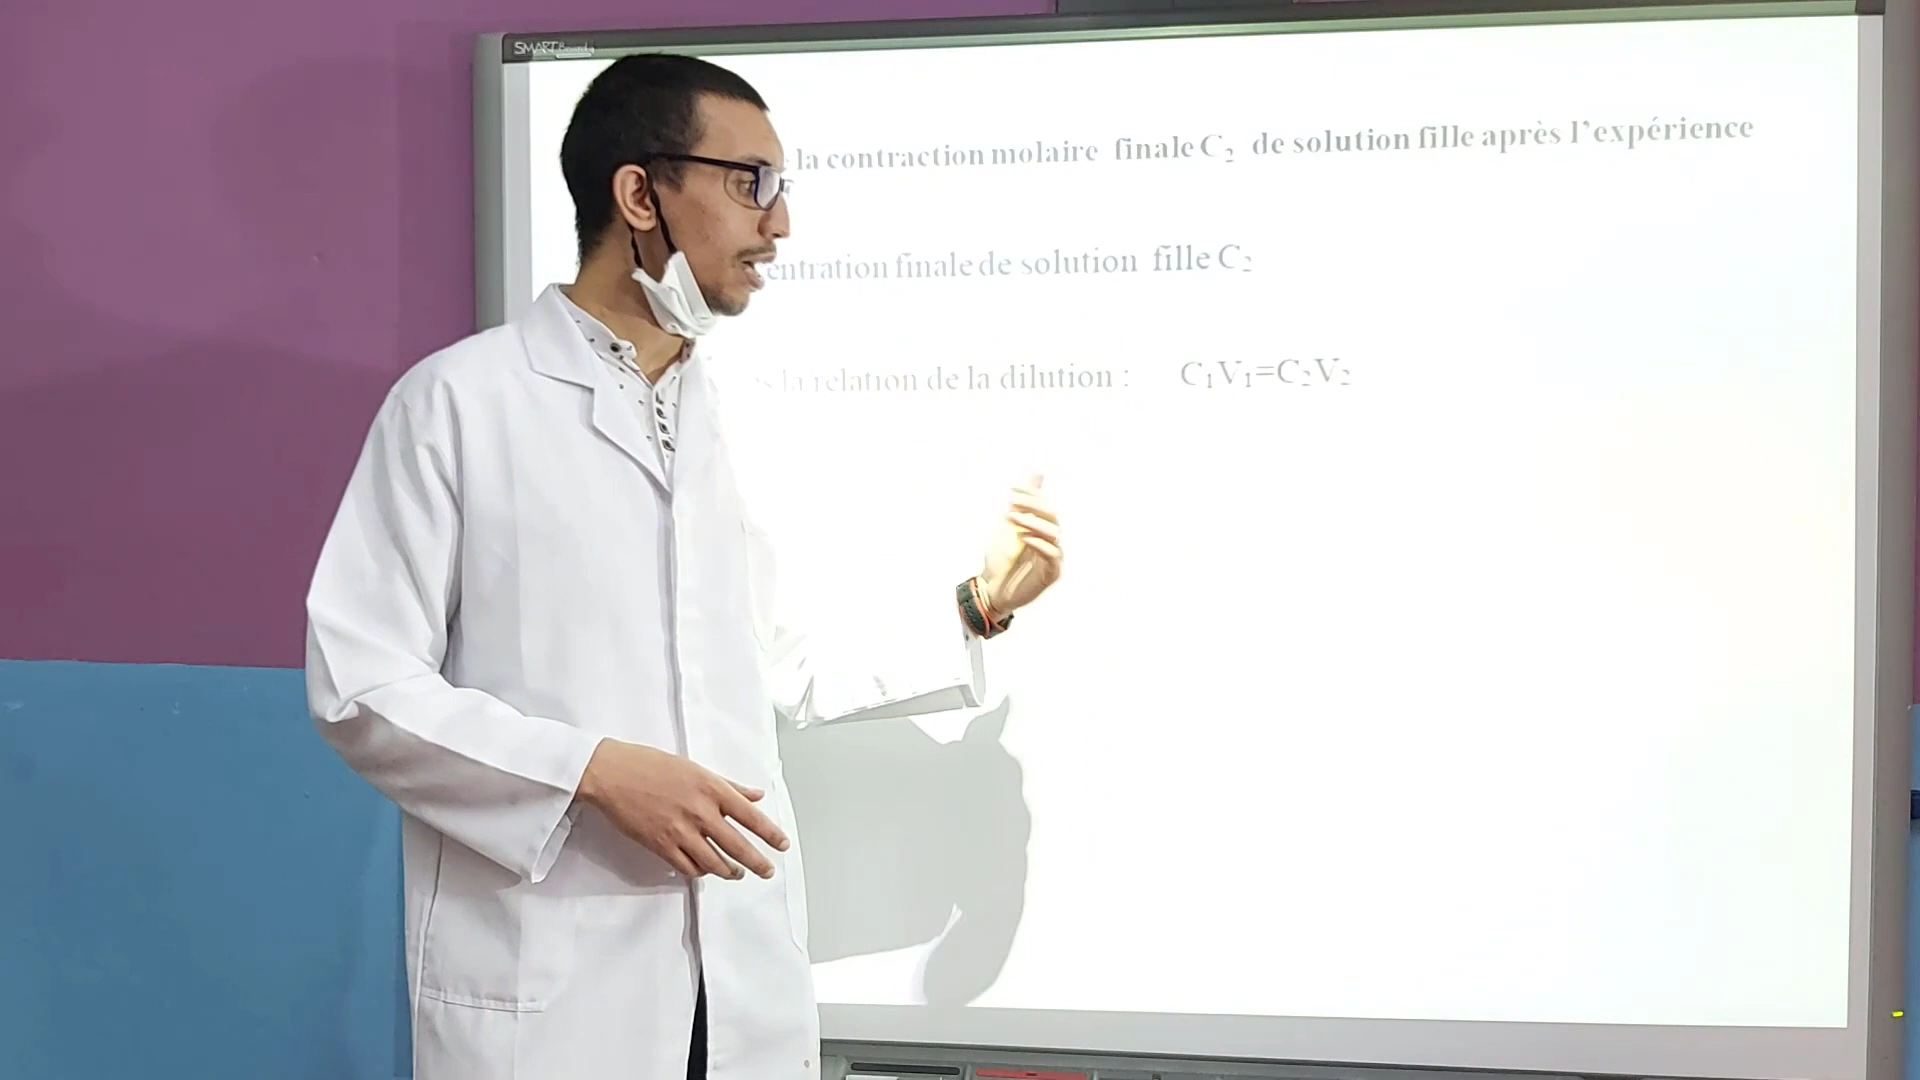 SMART Board
la contraction molaire finale C₂ de solution fille après l'expérience
entration finale de solution fille C₂
la relation de la dilution : C₁V₁=C₂V₂